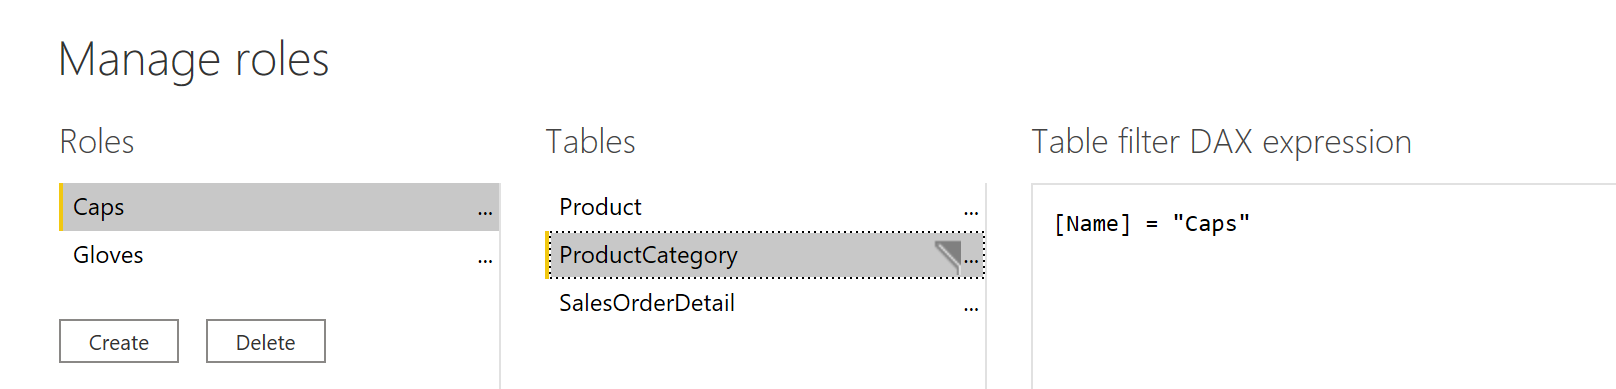 Manage roles
Roles
Tables
Table filter DAX expression
Caps ...
Gloves ...
Create
Delete
Product ...
ProductCategory ...
SalesOrderDetail ...
[Name] = "Caps"